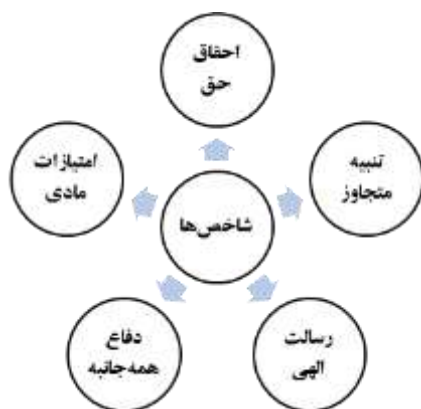 احقاق
حق
تنبیه
متجاوز
امتیازات
مادی
شاخص‌ها
رسالت
الهی
دفاع
همه‌جانبه